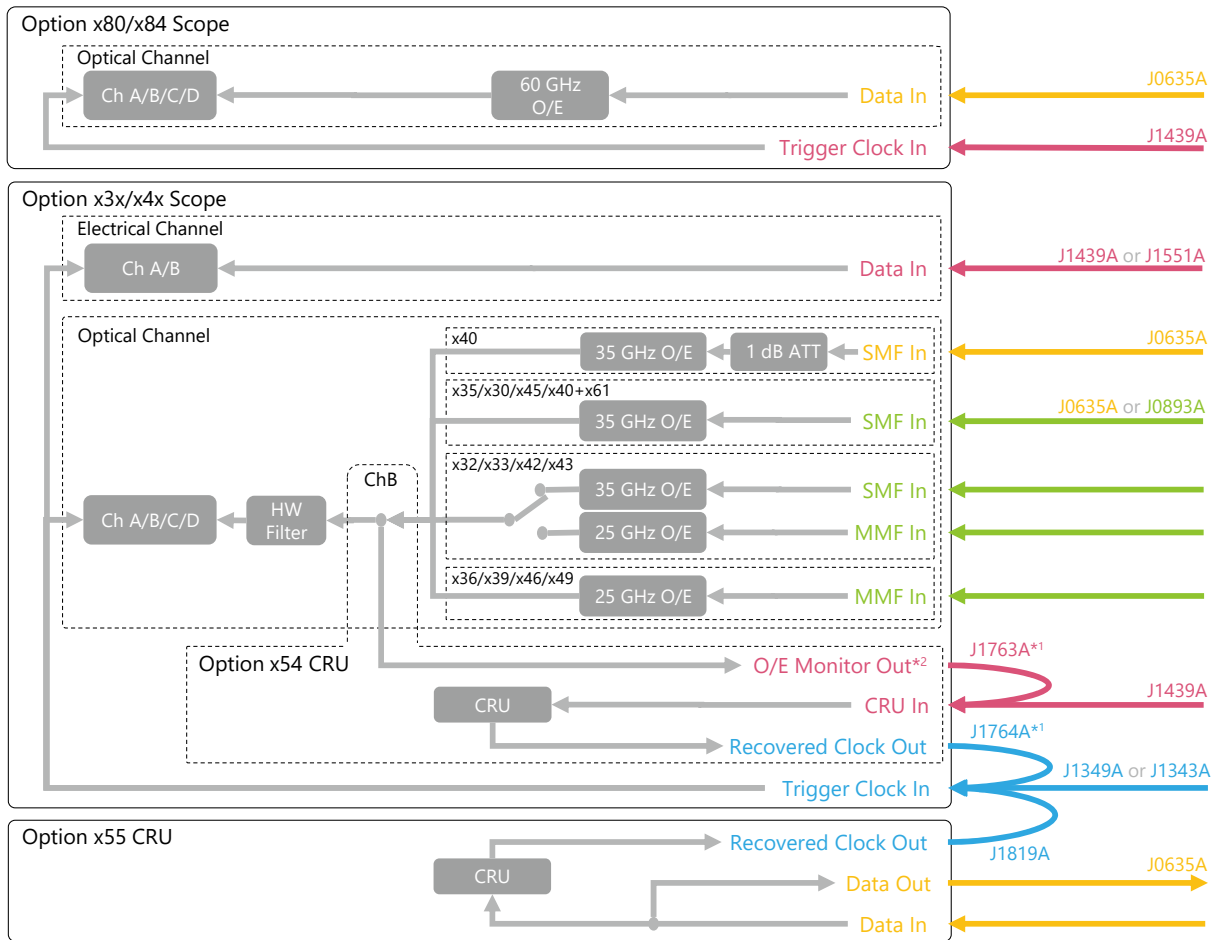 Option x80/x84 Scope
Optical Channel
Ch A/B/C/D
60 GHz
O/E
Data In
J0635A
Trigger Clock In
J1439A
Option x3x/x4x Scope
Electrical Channel
Ch A/B
Data In
J1439A or J1551A
Optical Channel
x40
35 GHz O/E
1 dB ATT
SMF In
J0635A
x35/x30/x45/x40+x61
35 GHz O/E
SMF In
J0635A or J0893A
x32/x33/x42/x43
ChB
35 GHz O/E
SMF In
Ch A/B/C/D
HW
Filter
25 GHz O/E
MMF In
x36/x39/x46/x49
25 GHz O/E
MMF In
Option x54 CRU
O/E Monitor Out*2
J1763A*1
CRU
CRU In
J1439A
Recovered Clock Out
J1764A*1
Trigger Clock In
J1349A or J1343A
Option x55 CRU
Recovered Clock Out
J1819A
CRU
Data Out
J0635A
Data In